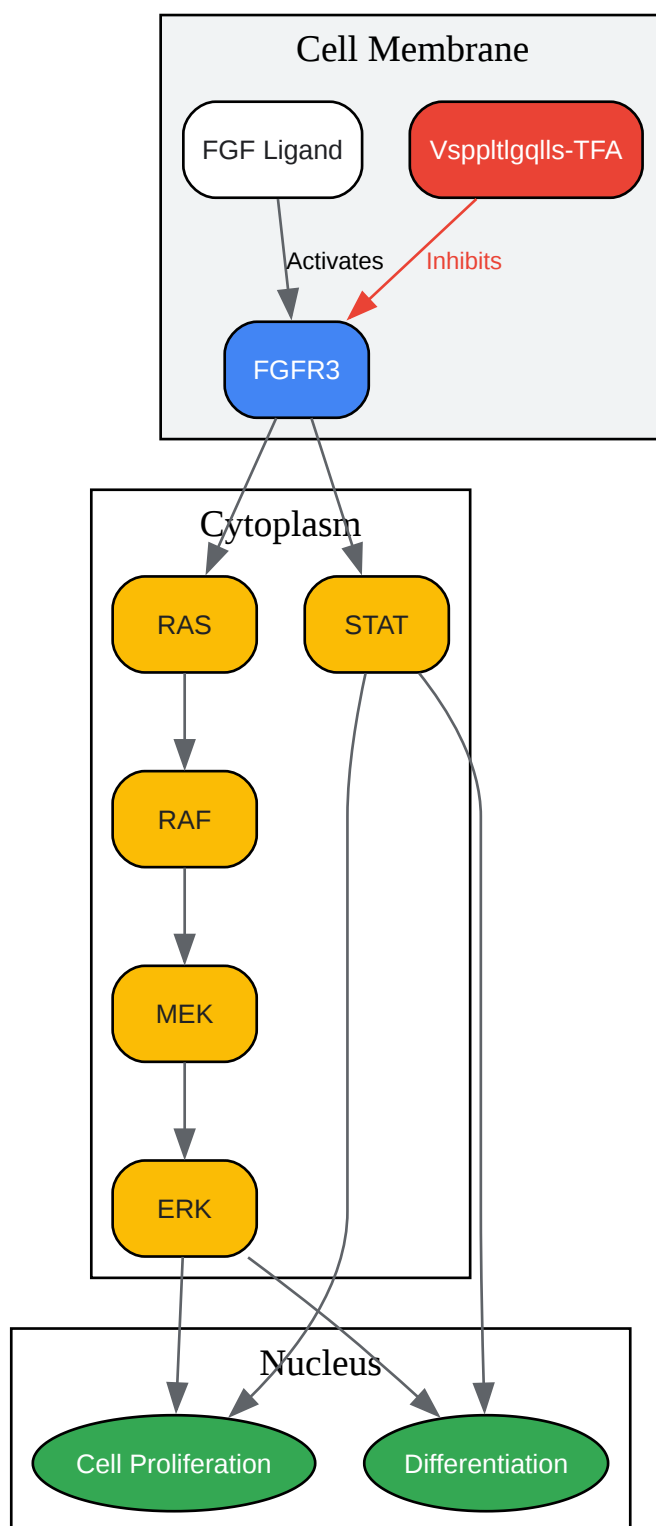 Cell Membrane
FGF Ligand
Vsppltlgqlls-TFA
Activates
Inhibits
FGFR3
Cytoplasm
RAS
STAT
RAF
MEK
ERK
Nucleus
Cell Proliferation
Differentiation